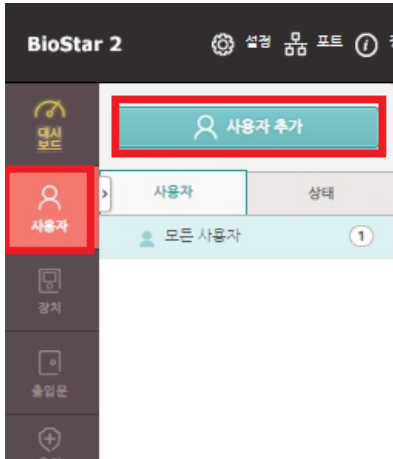 BioStar 2 설정 포트
대시
보드
사용자 추가
사용자
사용자 상태
모든 사용자 1
장치
출입문